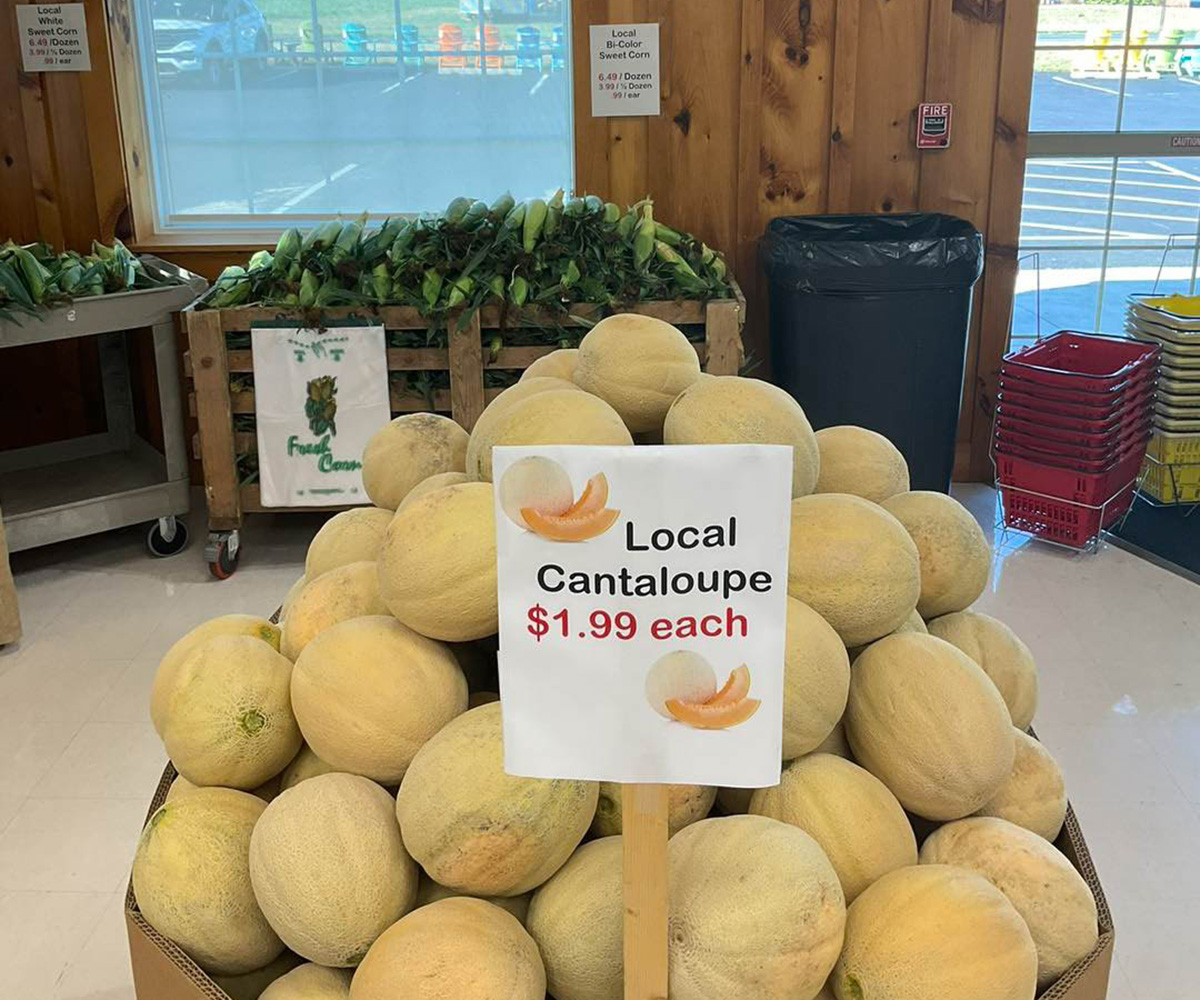 Local
White
Sweet Corn
6.49 /Dozen
3.99 / ½ Dozen
.99 / ear
Local
Bi-Color
Sweet Corn
6.49 / Dozen
3.99 / ½ Dozen
.99 / ear
FIRE
CAUTION
Fresh
Corn
Local
Cantaloupe
$1.99 each